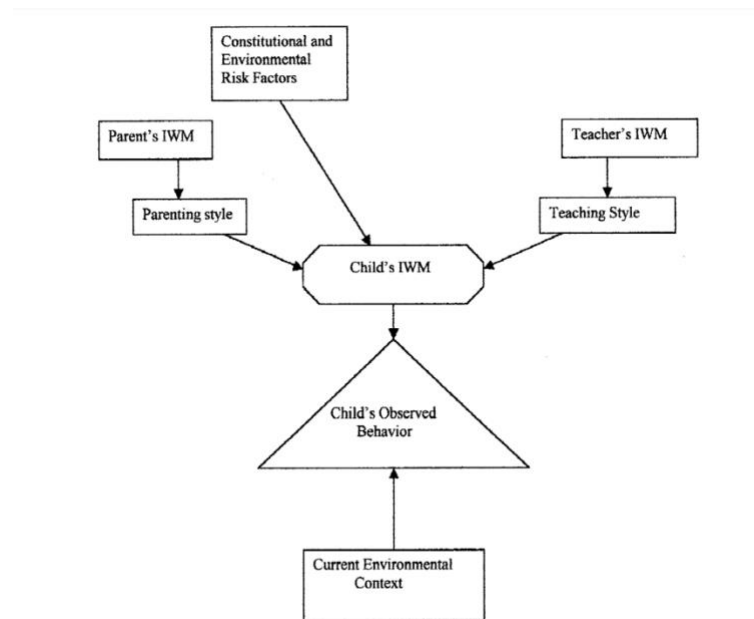 Constitutional and
Environmental
Risk Factors
Parent's IWM
Teacher's IWM
Parenting style
Teaching Style
Child's IWM
Child's Observed
Behavior
Current Environmental
Context